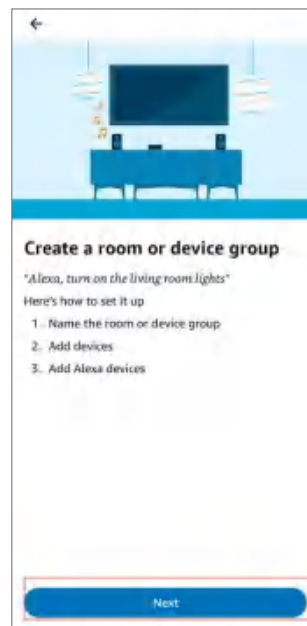 Create a room or device group
"Alexa, turn on the living room lights"
Here's how to set it up
1. Name the room or device group
2. Add devices
3. Add Alexa devices
Next